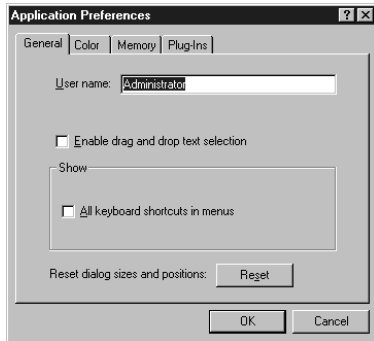 Application Preferences
General Color Memory Plug-Ins
User name: Administrator
Enable drag and drop text selection
Show
All keyboard shortcuts in menus
Reset dialog sizes and positions: Reset
OK Cancel